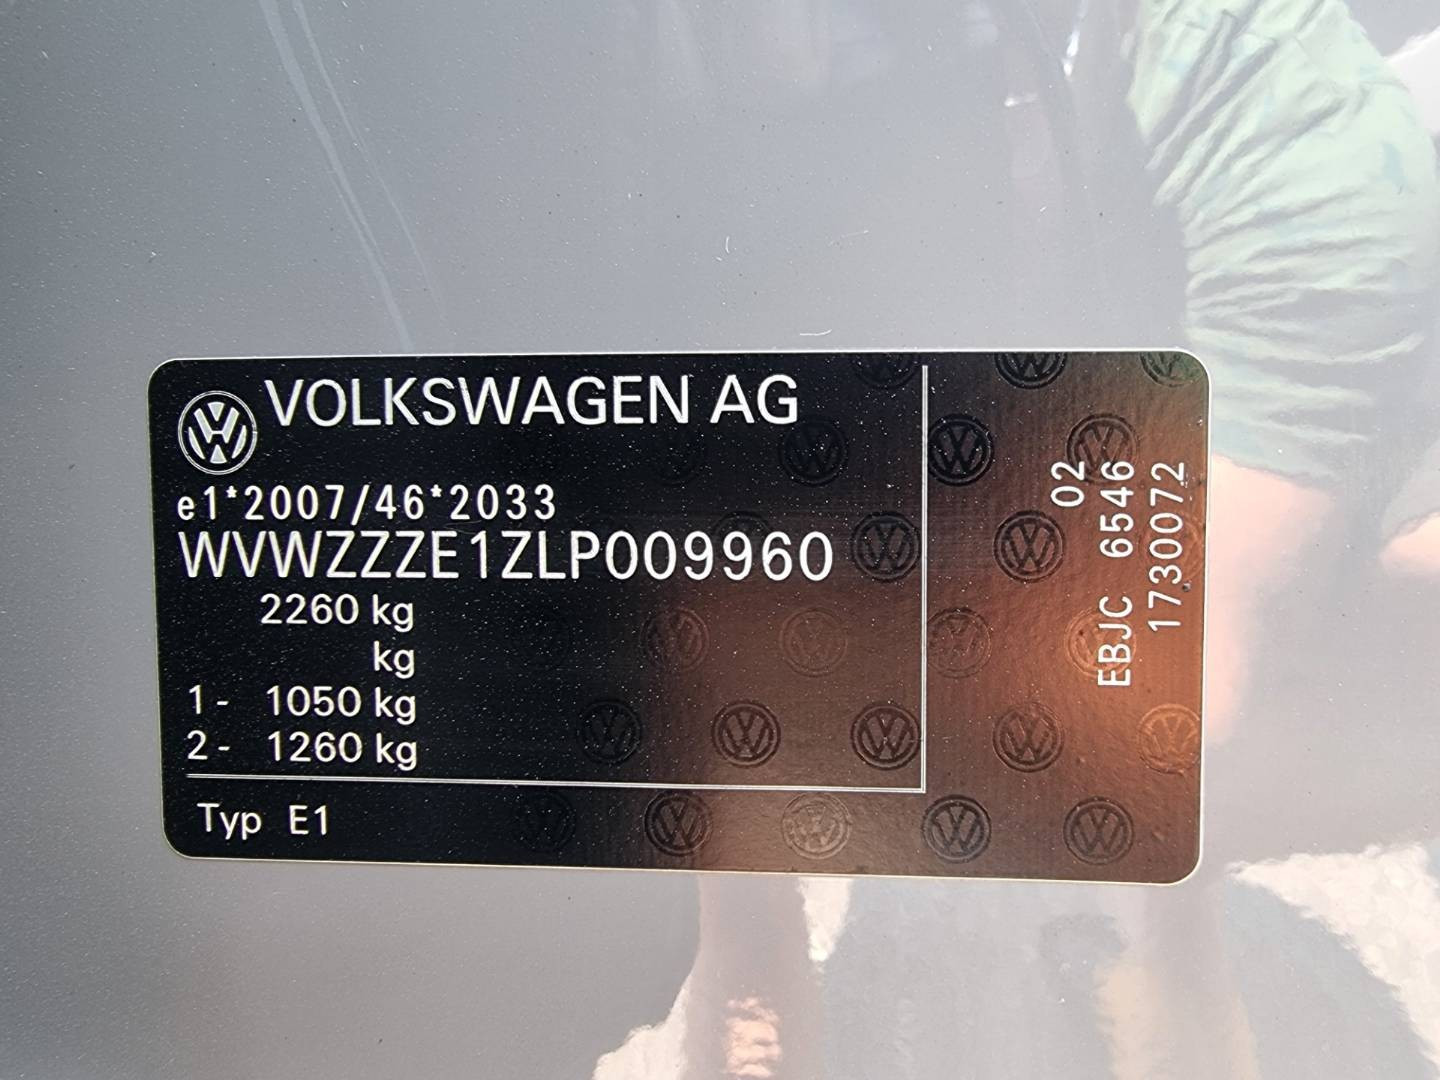 VOLKSWAGEN AG
e1*2007/46*2033
WVWZZZE1ZLP009960
2260 kg
kg
1- 1050 kg
2- 1260 kg
Typ E1
02
EBJC 6546
1730072